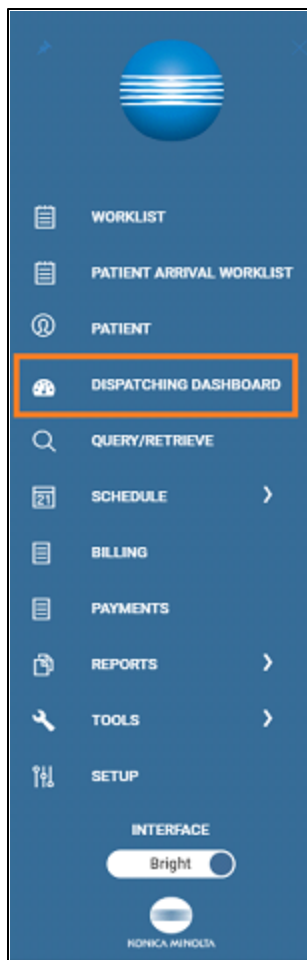 WORKLIST
PATIENT ARRIVAL WORKLIST
PATIENT
DISPATCHING DASHBOARD
QUERY/RETRIEVE
21 SCHEDULE
BILLING
PAYMENTS
REPORTS
TOOLS
SETUP
INTERFACE
Bright
KONICA MINOLTA